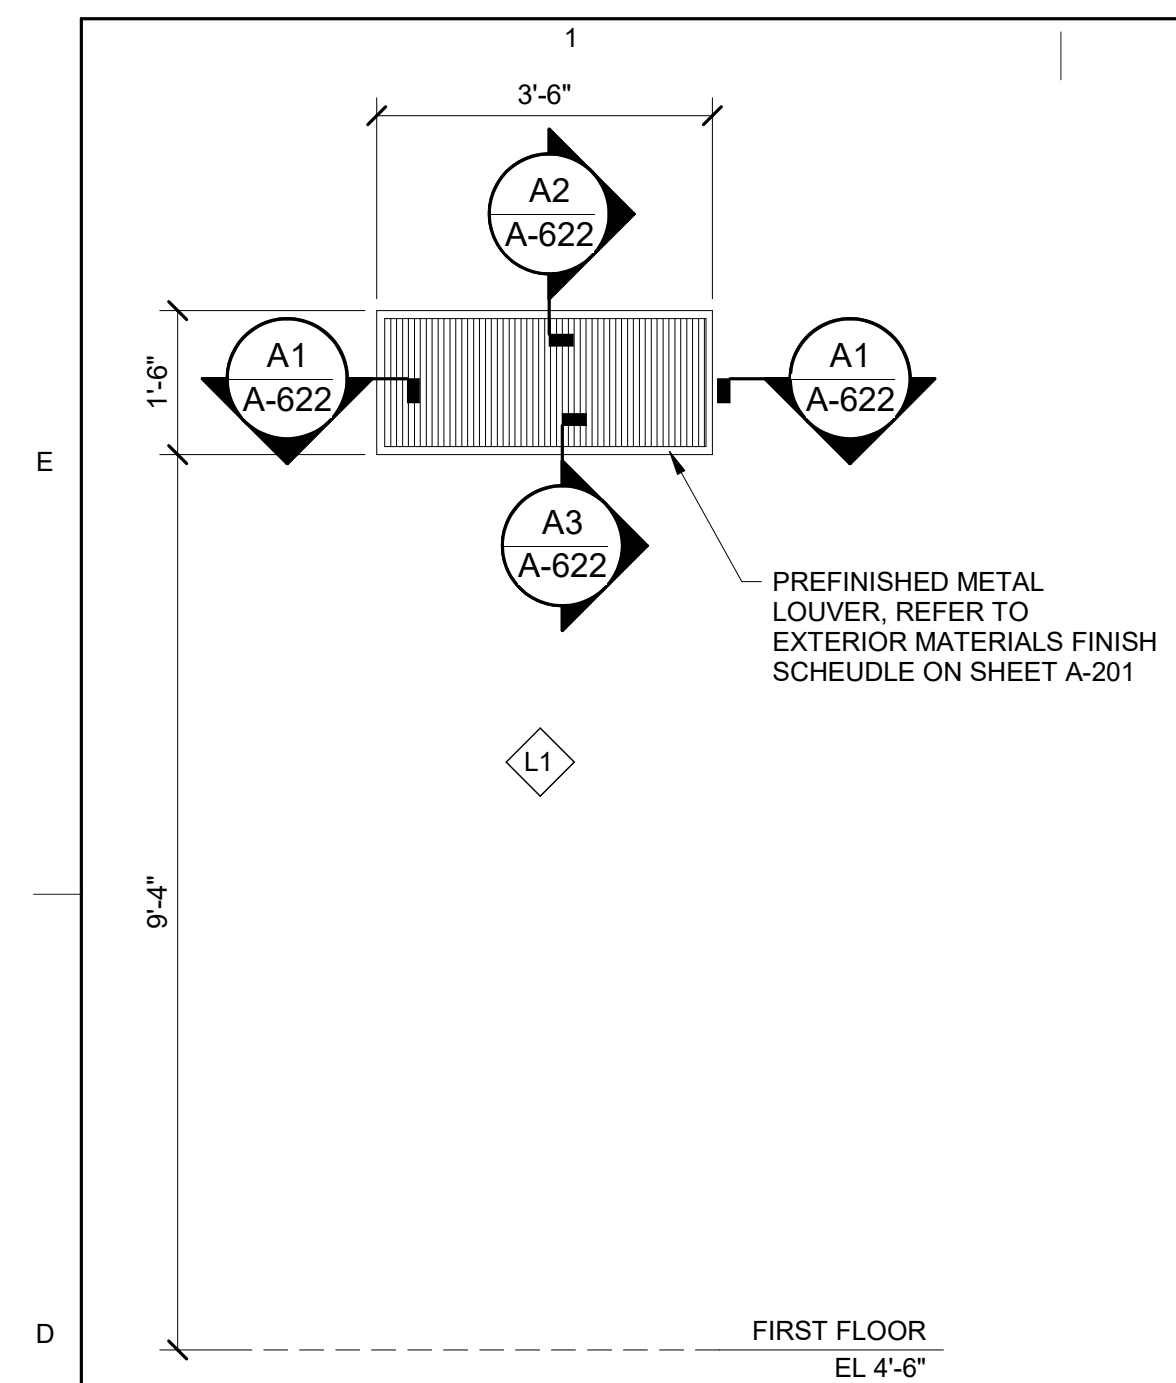 1
3'-6"
A2
A-622
1'-6"
A1
A-622
A1
A-622
E
A3
A-622
PREFINISHED METAL
LOUVER, REFER TO
EXTERIOR MATERIALS FINISH
SCHEUDLE ON SHEET A-201
L1
9'-4"
D
FIRST FLOOR
EL 4'-6"